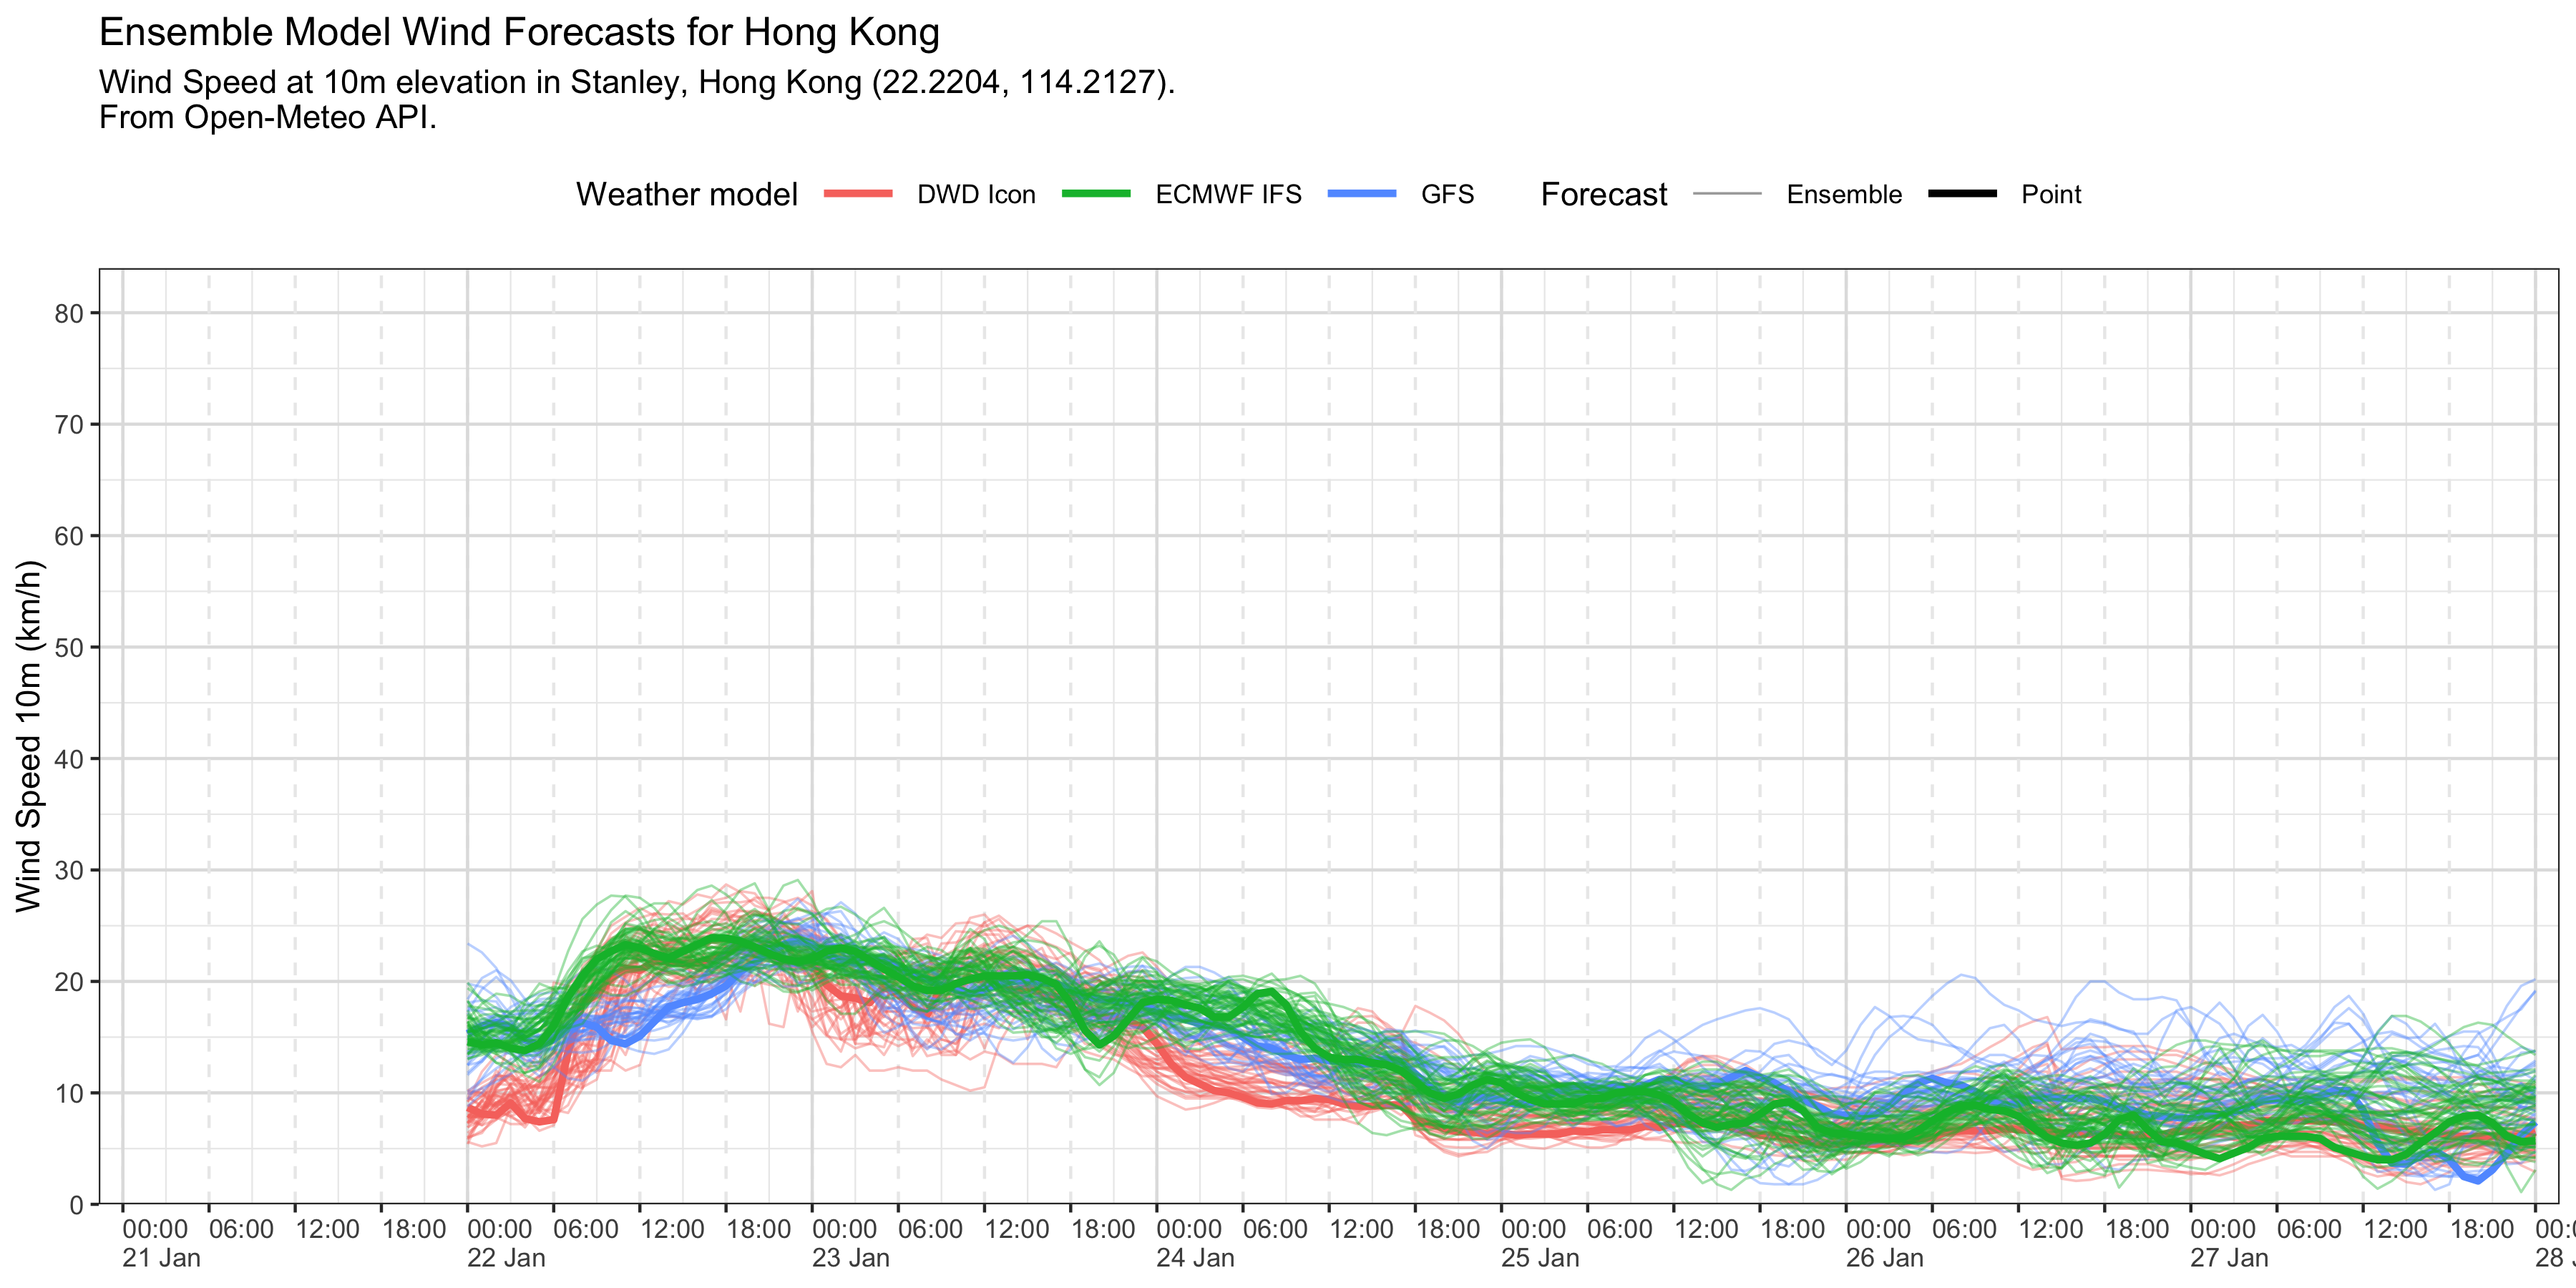 Ensemble Model Wind Forecasts for Hong Kong
Wind Speed at 10m elevation in Stanley, Hong Kong (22.2204, 114.2127).
From Open-Meteo API.
Weather model DWD Icon ECMWF IFS GFS Forecast Ensemble Point
Wind Speed 10m (km/h)
80
70
60
50
40
30
20
10
0
00:00 06:00 12:00 18:00 00:00 06:00 12:00 18:00 00:00 06:00 12:00 18:00 00:00 06:00 12:00 18:00 00:00 06:00 12:00 18:00 00:00 06:00 12:00 18:00 00:00 06:00 12:00 18:00
21 Jan 22 Jan 23 Jan 24 Jan 25 Jan 26 Jan 27 Jan 28